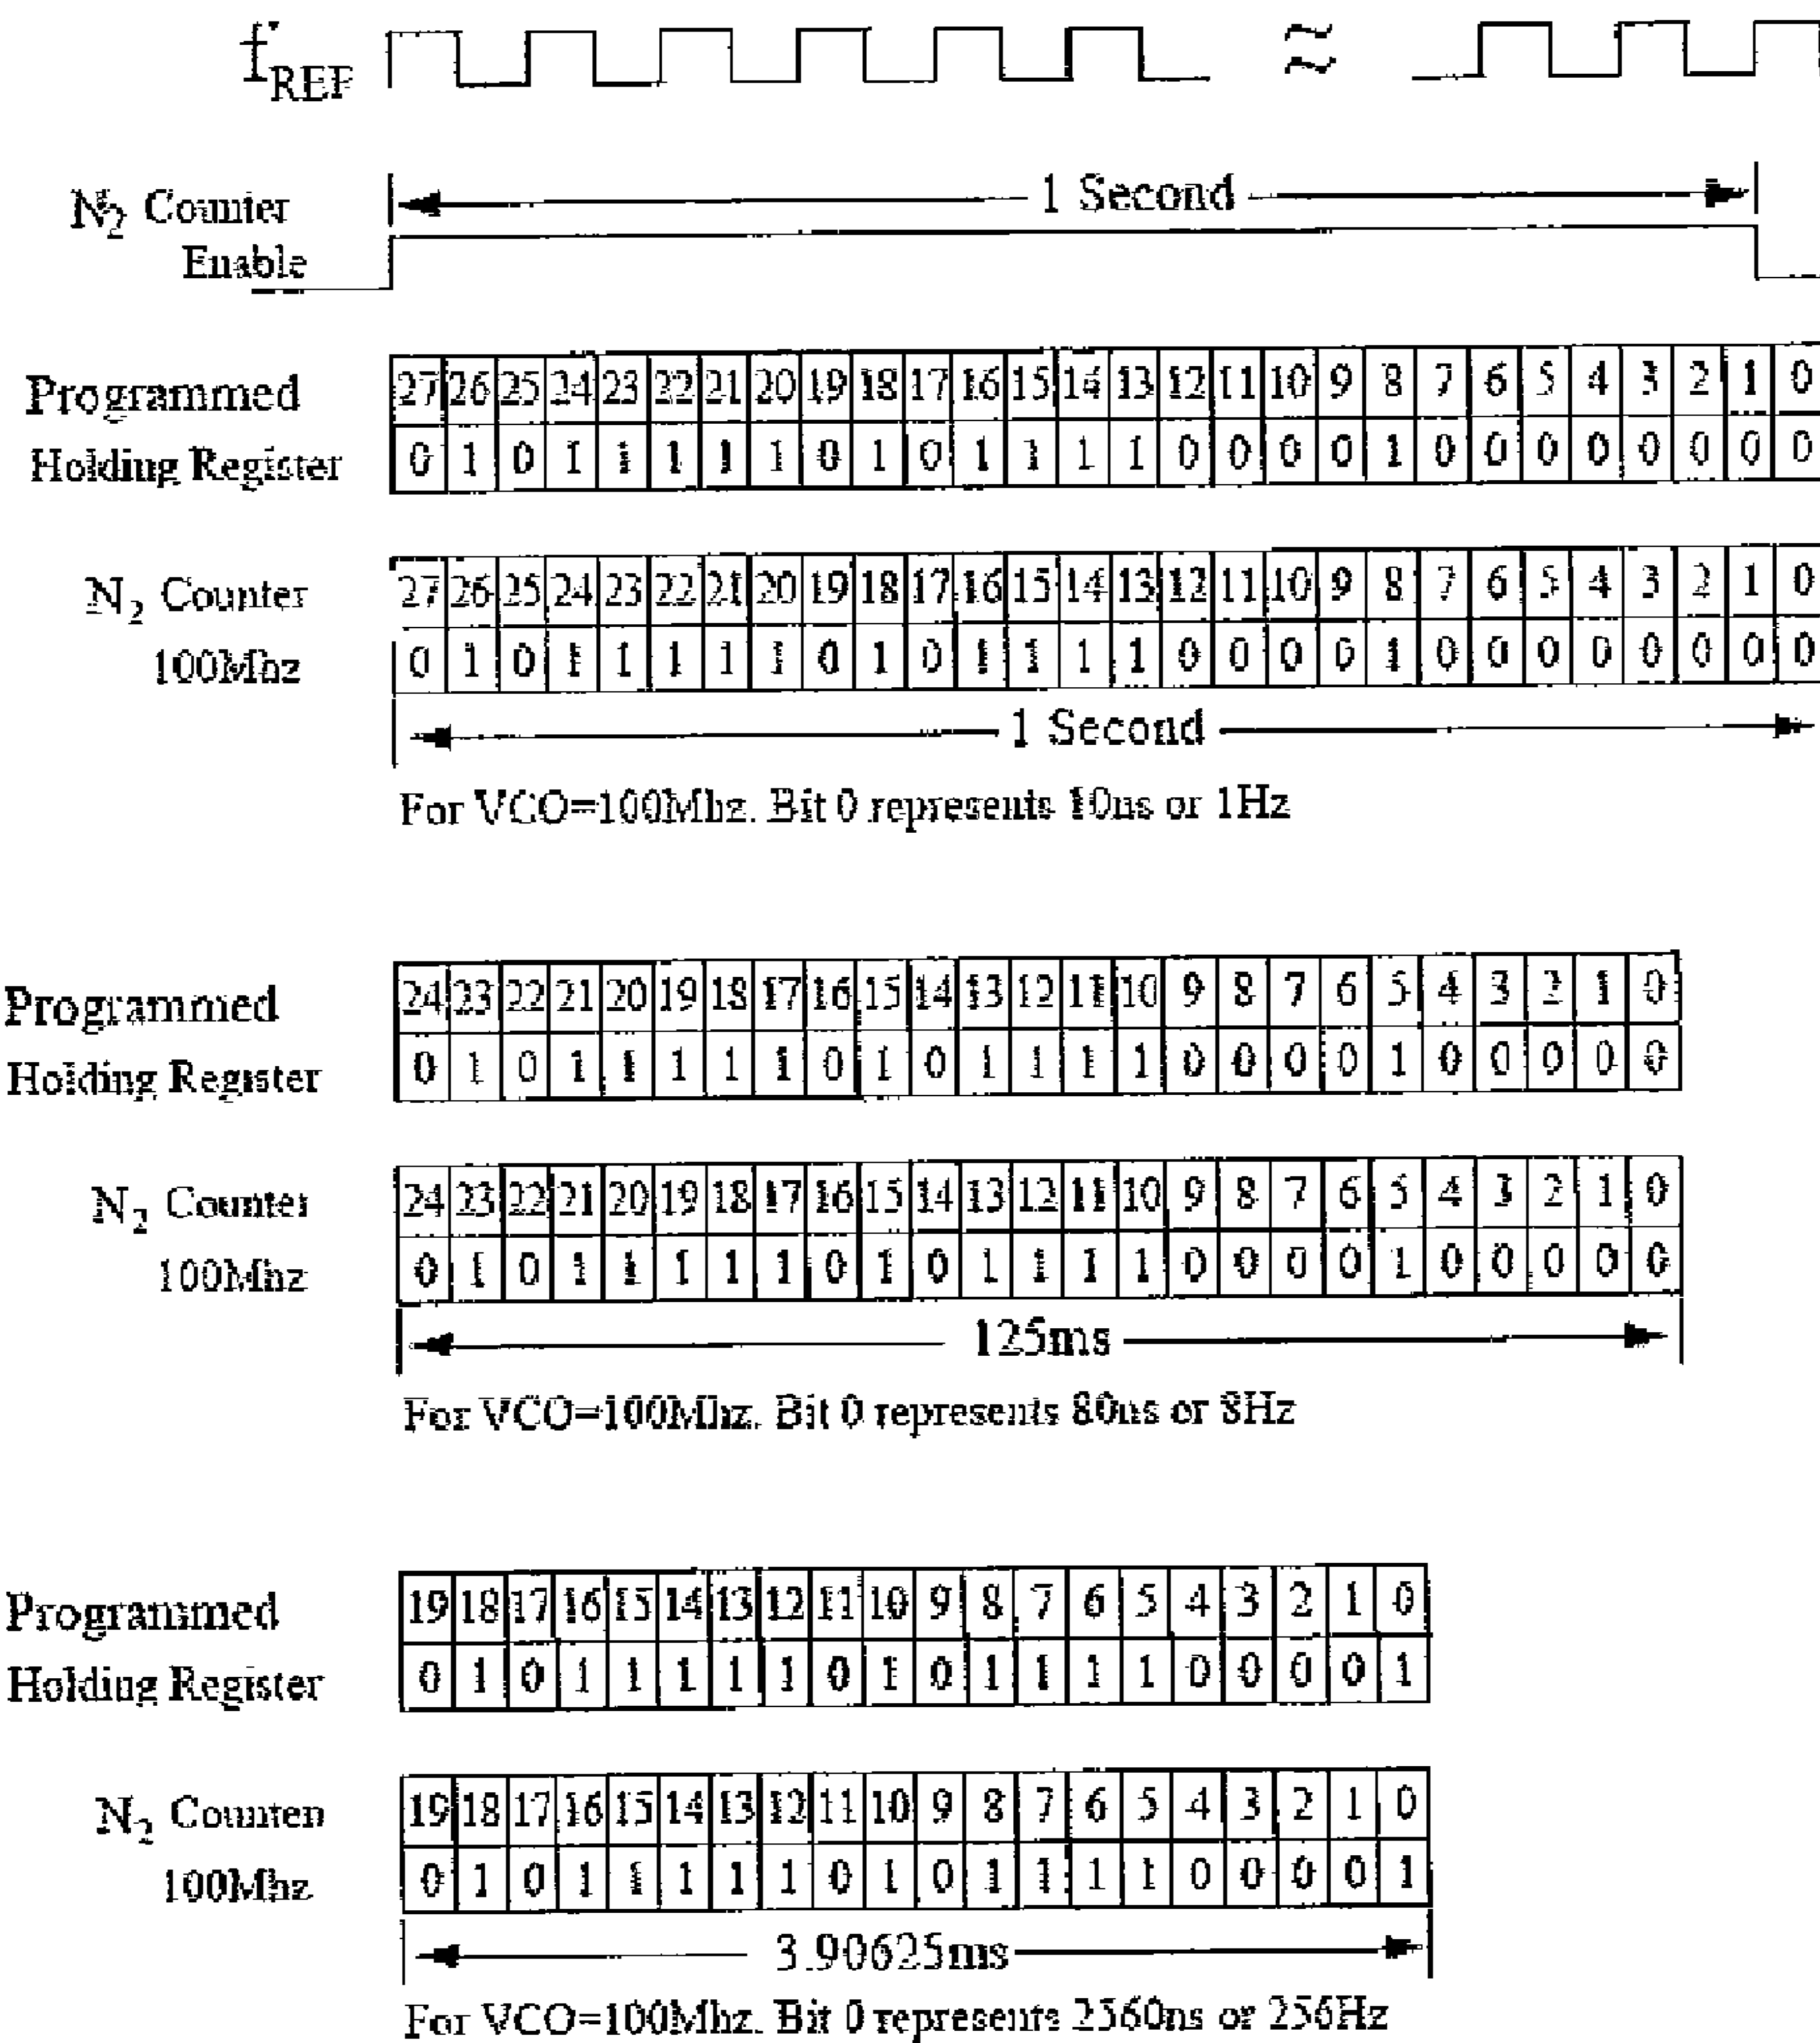 fREF
N2 Counter
Enable
1 Second
Programmed
Holding Register
27 26 25 24 23 22 21 20 19 18 17 16 15 14 13 12 11 10 9 8 7 6 5 4 3 2 1 0
0 1 0 1 1 1 1 1 0 1 0 1 1 1 1 0 0 0 0 1 0 0 0 0 0 0 0 0
N2 Counter
100Mhz
27 26 25 24 23 22 21 20 19 18 17 16 15 14 13 12 11 10 9 8 7 6 5 4 3 2 1 0
0 1 0 1 1 1 1 1 0 1 0 1 1 1 1 0 0 0 0 1 0 0 0 0 0 0 0 0
1 Second
For VCO=100Mhz. Bit 0 represents 10ns or 1Hz
Programmed
Holding Register
24 23 22 21 20 19 18 17 16 15 14 13 12 11 10 9 8 7 6 5 4 3 2 1 0
0 1 0 1 1 1 1 1 0 1 0 1 1 1 1 0 0 0 0 1 0 0 0 0 0
N2 Counter
100Mhz
24 23 22 21 20 19 18 17 16 15 14 13 12 11 10 9 8 7 6 5 4 3 2 1 0
0 1 0 1 1 1 1 1 0 1 0 1 1 1 1 0 0 0 0 1 0 0 0 0 0
125ms
For VCO=100Mhz. Bit 0 represents 80ns or 8Hz
Programmed
Holding Register
19 18 17 16 15 14 13 12 11 10 9 8 7 6 5 4 3 2 1 0
0 1 0 1 1 1 1 1 0 1 0 1 1 1 1 0 0 0 0 1
N2 Counter
100Mhz
19 18 17 16 15 14 13 12 11 10 9 8 7 6 5 4 3 2 1 0
0 1 0 1 1 1 1 1 0 1 0 1 1 1 1 0 0 0 0 1
3.90625ms
For VCO=100Mhz. Bit 0 represents 2560ns or 256Hz